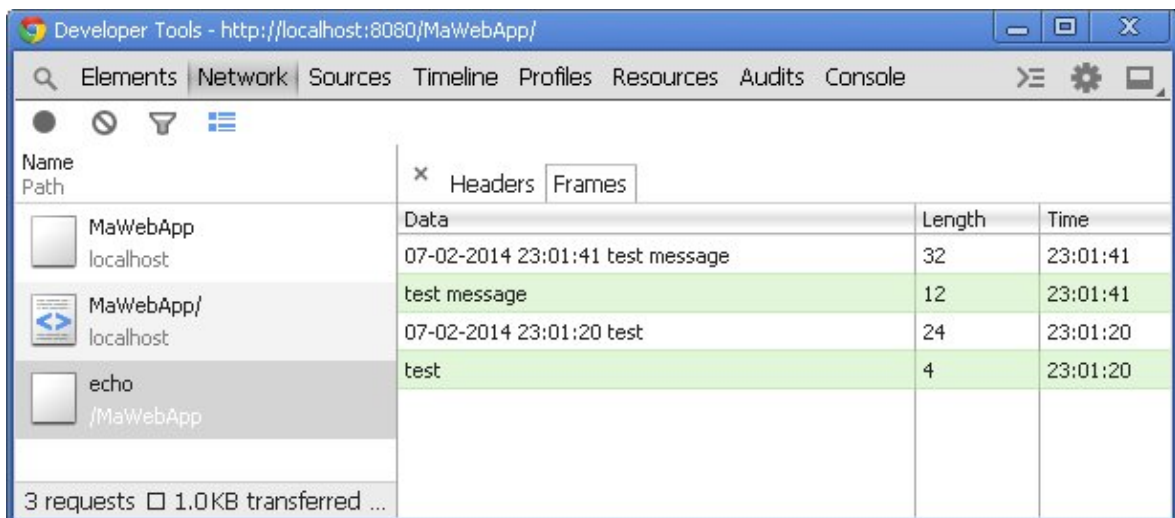 Developer Tools - http://localhost:8080/MaWebApp/
Elements Network Sources Timeline Profiles Resources Audits Console
Name
Path
Headers Frames
Data Length Time
MaWebApp
localhost
07-02-2014 23:01:41 test message 32 23:01:41
test message 12 23:01:41
MaWebApp/
localhost
07-02-2014 23:01:20 test 24 23:01:20
test 4 23:01:20
echo
/MaWebApp
3 requests □ 1.0KB transferred ...